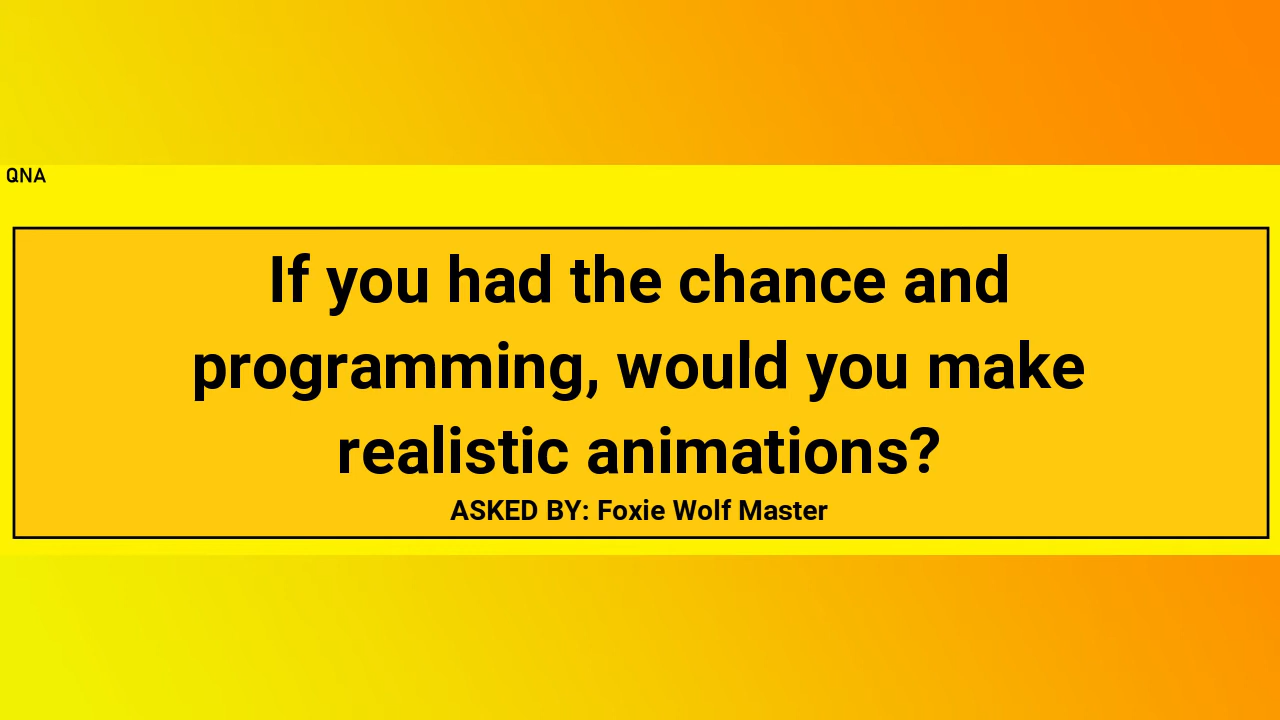 QNA
If you had the chance and
programming, would you make
realistic animations?
ASKED BY: Foxie Wolf Master